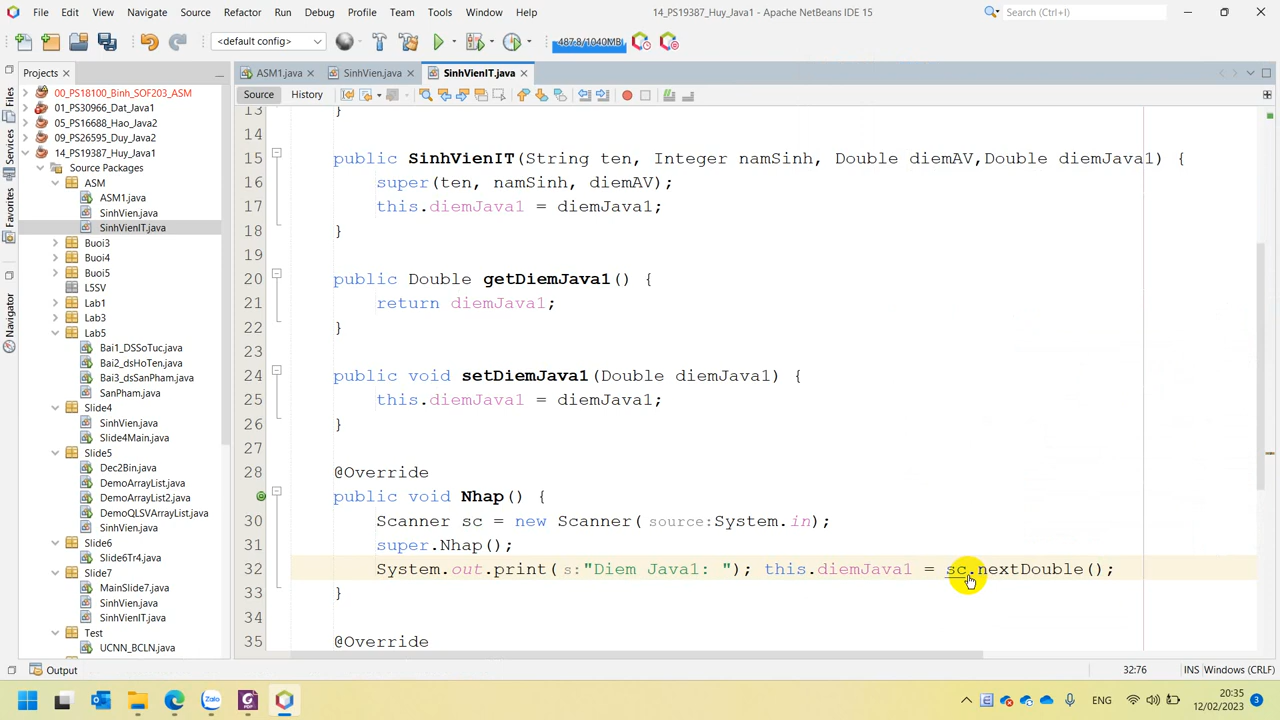 File Edit View Navigate Source Refactor Run Debug Profile Team Tools Window Help
14_PS19387_Huy_Java1 - Apache NetBeans IDE 15
Search (Ctrl+I)
<default config>
487.8/1040MB
Projects
ASM1.java SinhVien.java SinhVienIT.java
Source History
Files
Services
Favorites
Navigator
00_PS18100_Binh_SOF203_ASM
01_PS30966_Dat_Java1
05_PS16688_Hao_Java2
09_PS26595_Duy_Java2
14_PS19387_Huy_Java1
Source Packages
ASM
ASM1.java
SinhVien.java
SinhVienIT.java
Buoi3
Buoi4
Buoi5
L5SV
Lab1
Lab3
Lab5
Bai1_DSSoTuc.java
Bai2_dsHoTen.java
Bai3_dsSanPham.java
SanPham.java
Slide4
SinhVien.java
Slide4Main.java
Slide5
Dec2Bin.java
DemoArrayList.java
DemoArrayList2.java
DemoQLSVArrayList.java
SinhVien.java
Slide6
Slide6Tr4.java
Slide7
MainSlide7.java
SinhVien.java
SinhVienIT.java
Test
UCNN_BCLN.java
13 }
14
15 public SinhVienIT(String ten, Integer namSinh, Double diemAV,Double diemJava1) {
16 super(ten, namSinh, diemAV);
17 this.diemJava1 = diemJava1;
18 }
19
20 public Double getDiemJava1() {
21 return diemJava1;
22 }
23
24 public void setDiemJava1(Double diemJava1) {
25 this.diemJava1 = diemJava1;
26 }
27
28 @Override
public void Nhap() {
30 Scanner sc = new Scanner(source:System.in);
31 super.Nhap();
32 System.out.print(s:"Diem Java1: "); this.diemJava1 = sc.nextDouble();
33 }
34
35 @Override
Output
32:76 INS Windows (CRLF)
Zalo
ENG
20:35
12/02/2023
3